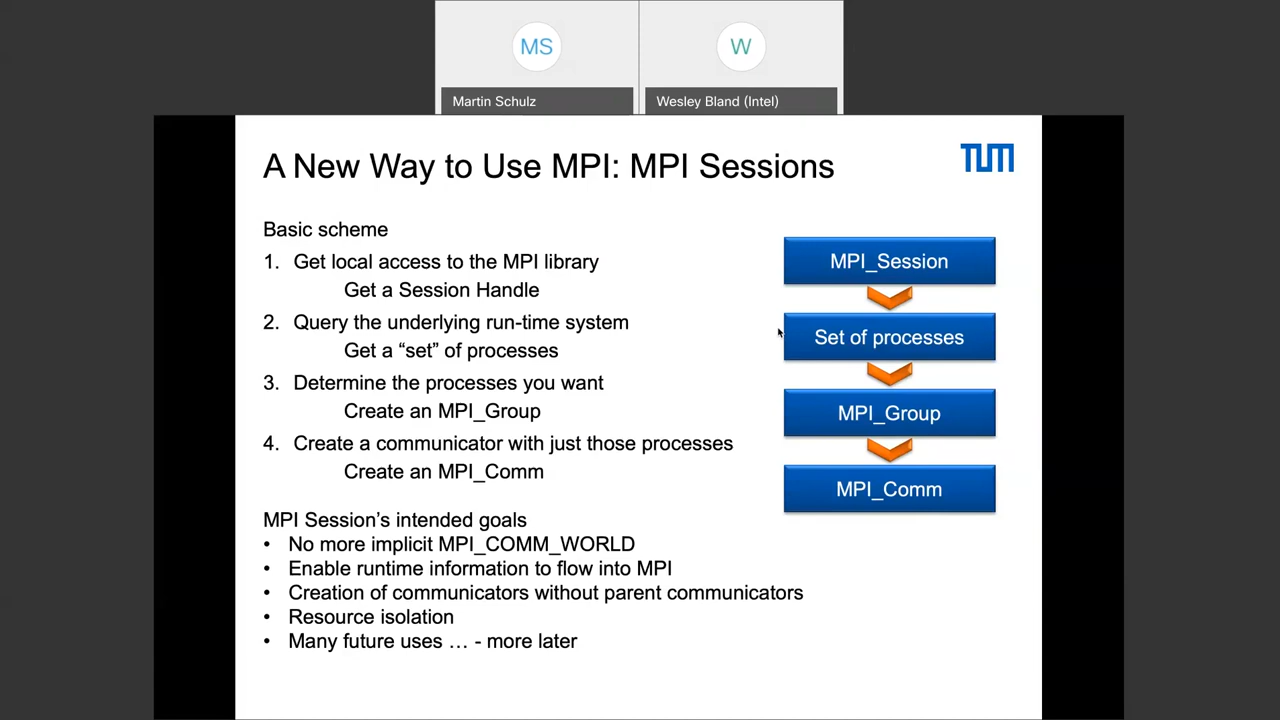 MS
W
Martin Schulz
Wesley Bland (Intel)
A New Way to Use MPI: MPI Sessions
TUM
Basic scheme
1. Get local access to the MPI library
Get a Session Handle
2. Query the underlying run-time system
Get a “set” of processes
3. Determine the processes you want
Create an MPI_Group
4. Create a communicator with just those processes
Create an MPI_Comm
MPI_Session
Set of processes
MPI_Group
MPI_Comm
MPI Session’s intended goals
• No more implicit MPI_COMM_WORLD
• Enable runtime information to flow into MPI
• Creation of communicators without parent communicators
• Resource isolation
• Many future uses … - more later